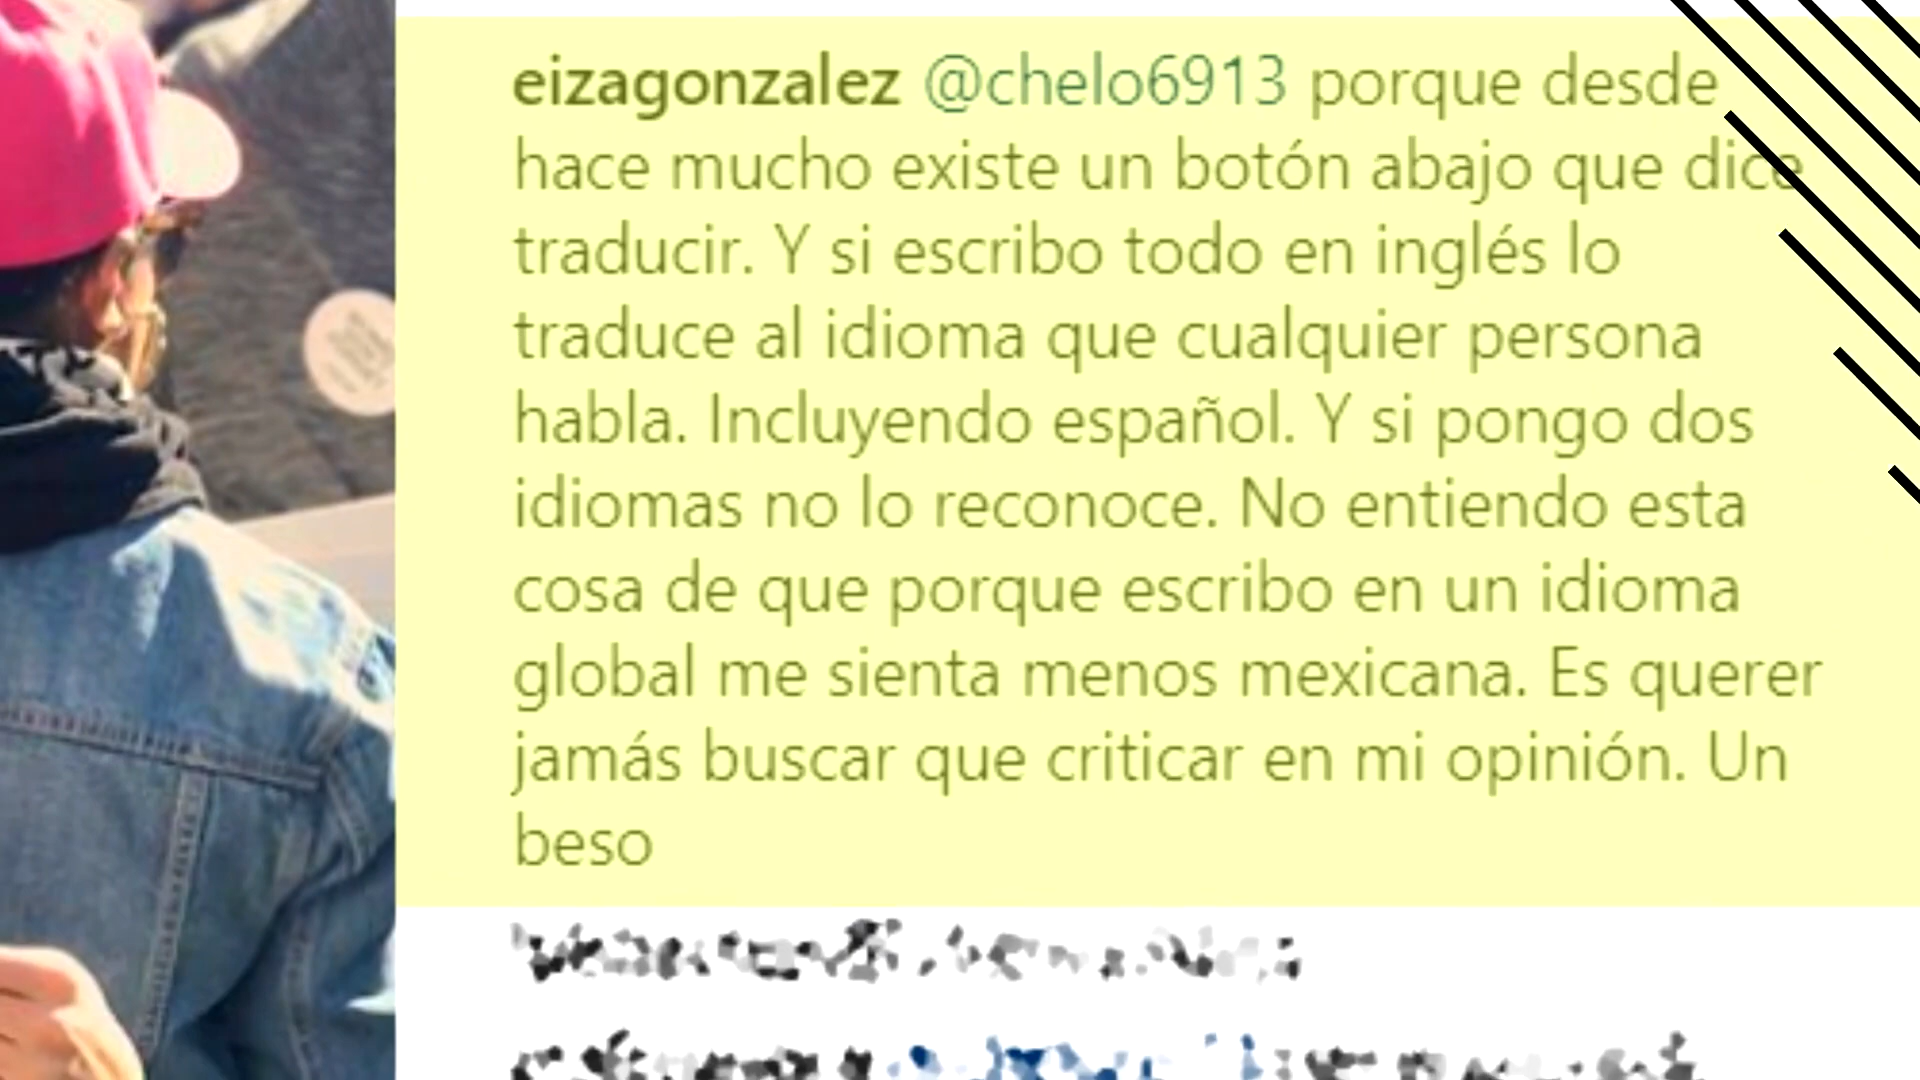 eizagonzalez @chelo6913 porque desde
hace mucho existe un botón abajo que dice
traducir. Y si escribo todo en inglés lo
traduce al idioma que cualquier persona
habla. Incluyendo español. Y si pongo dos
idiomas no lo reconoce. No entiendo esta
cosa de que porque escribo en un idioma
global me sienta menos mexicana. Es querer
jamás buscar que criticar en mi opinión. Un
beso